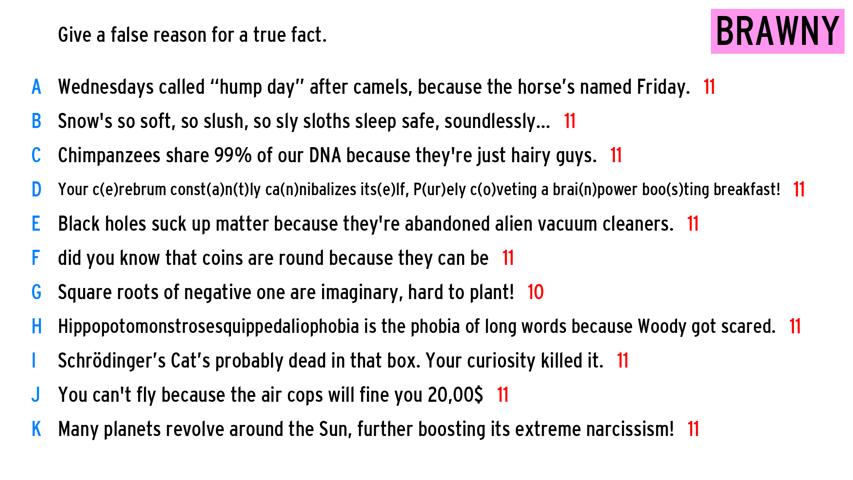 Give a false reason for a true fact.
BRAWNY
A Wednesdays called “hump day” after camels, because the horse’s named Friday. 11
B Snow's so soft, so slush, so sly sloths sleep safe, soundlessly... 11
C Chimpanzees share 99% of our DNA because they're just hairy guys. 11
D Your c(e)rebrum const(a)n(t)ly ca(n)nibalizes its(e)lf, P(ur)ely c(o)veting a brai(n)power boo(s)ting breakfast! 11
E Black holes suck up matter because they're abandoned alien vacuum cleaners. 11
F did you know that coins are round because they can be 11
G Square roots of negative one are imaginary, hard to plant! 10
H Hippopotomonstrosesquippedaliophobia is the phobia of long words because Woody got scared. 11
I Schrödinger’s Cat’s probably dead in that box. Your curiosity killed it. 11
J You can't fly because the air cops will fine you 20,00$ 11
K Many planets revolve around the Sun, further boosting its extreme narcissism! 11